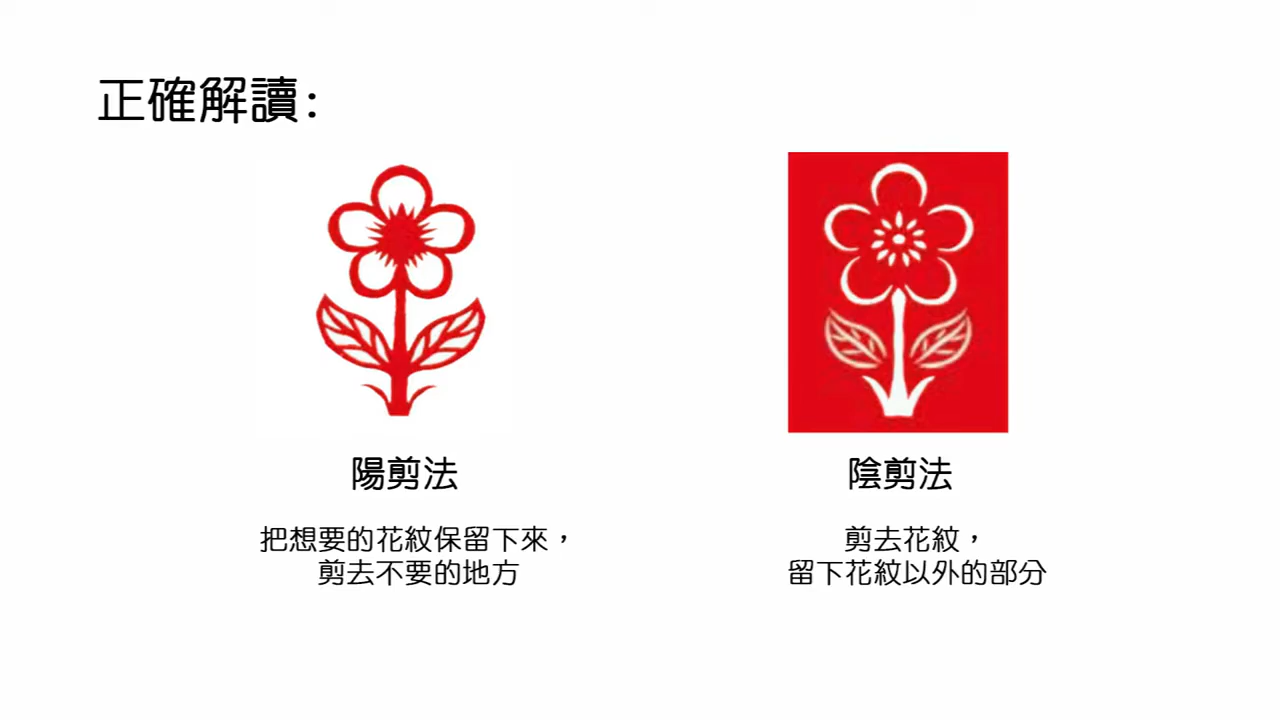 正確解讀:
陽剪法
把想要的花紋保留下來，
剪去不要的地方
陰剪法
剪去花紋，
留下花紋以外的部分